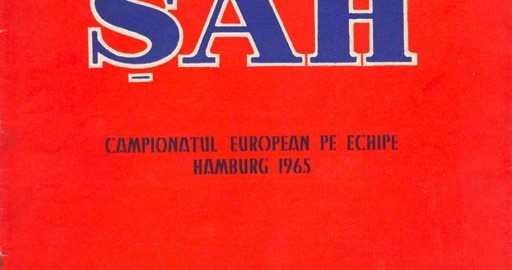 ȘAH
CAMPIONATUL EUROPEAN PE ECHIPE
HAMBURG 1965